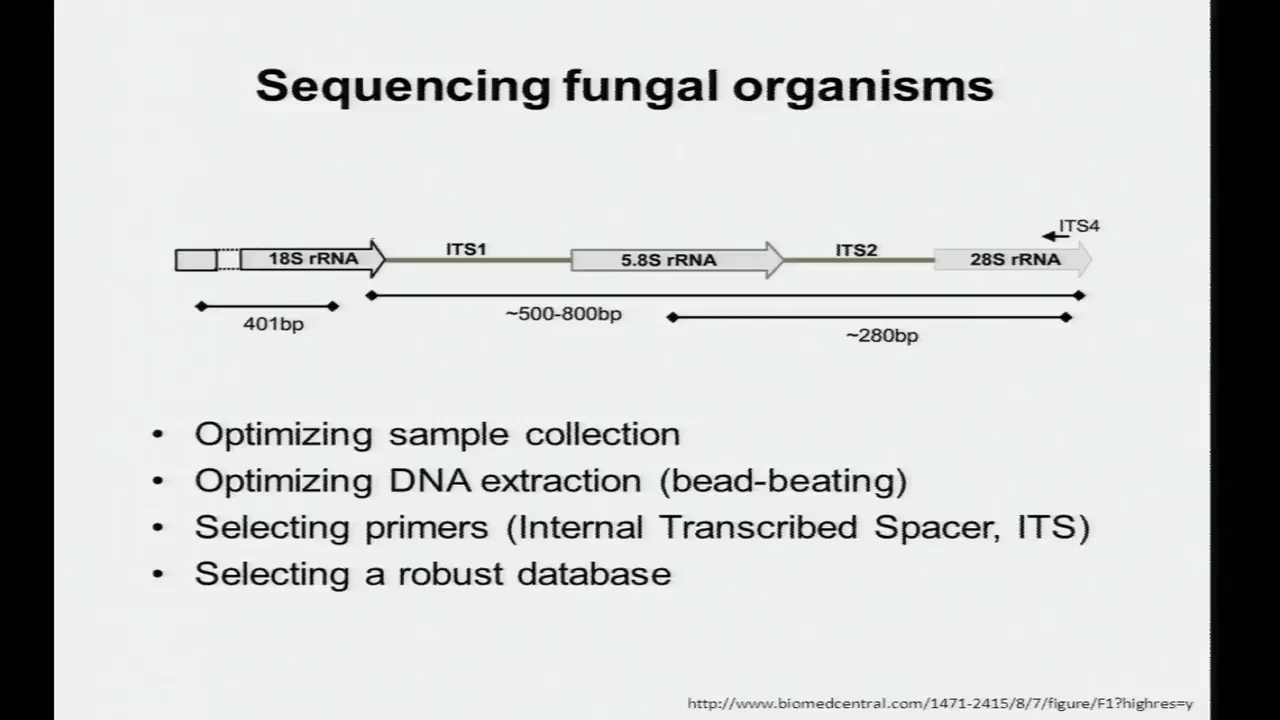 Sequencing fungal organisms
ITS4
18S rRNA
ITS1
5.8S rRNA
ITS2
28S rRNA
401bp
~500-800bp
~280bp
• Optimizing sample collection
• Optimizing DNA extraction (bead-beating)
• Selecting primers (Internal Transcribed Spacer, ITS)
• Selecting a robust database
http://www.biomedcentral.com/1471-2415/8/7/figure/F1?highres=y